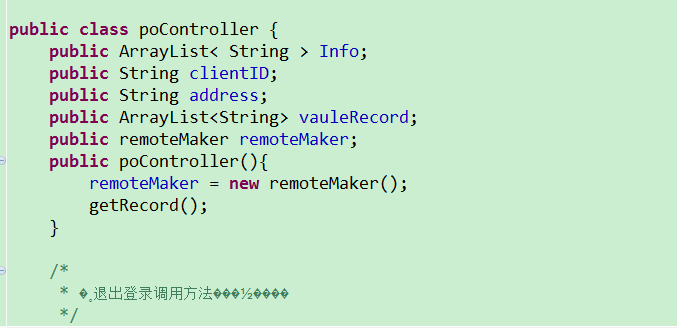 public class poController {
public ArrayList< String > Info;
public String clientID;
public String address;
public ArrayList<String> vauleRecord;
public remoteMaker remoteMaker;
public poController(){
remoteMaker = new remoteMaker();
getRecord();
}
/*
* �˳退出登录调用方法���½����
*/